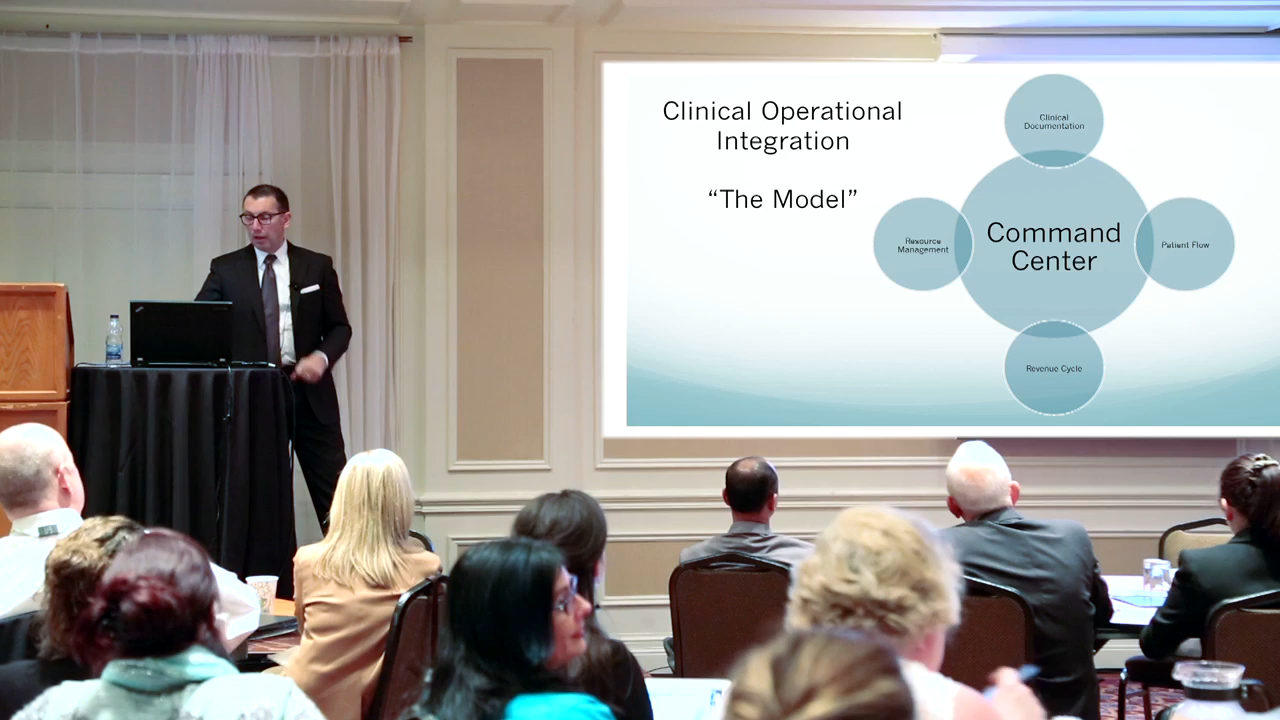 Clinical Operational
Integration
“The Model”
Clinical
Documentation
Resource
Management
Command
Center
Patient Flow
Revenue Cycle